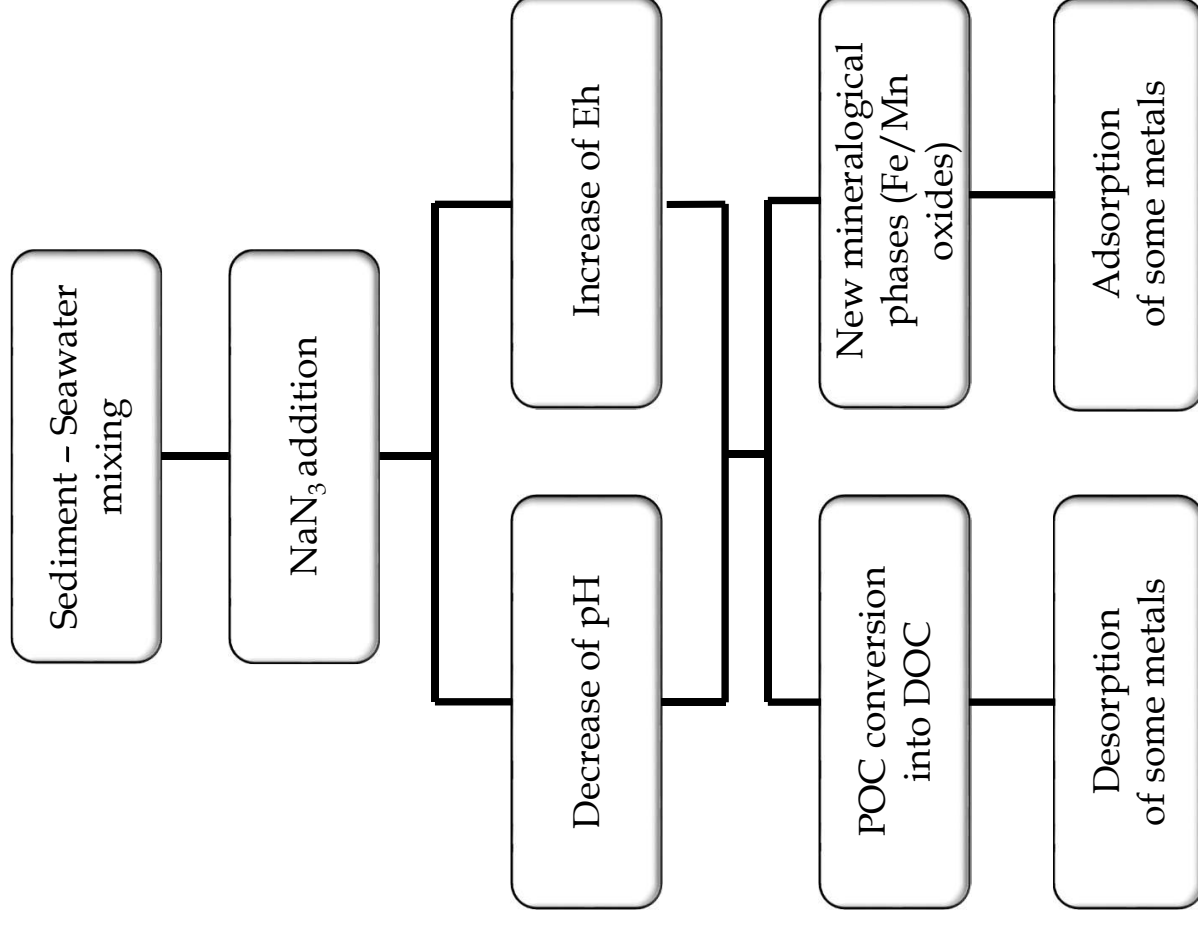 Sediment – Seawater
mixing
NaN₃ addition
Decrease of pH
Increase of Eh
POC conversion
into DOC
New mineralogical
phases (Fe/Mn
oxides)
Desorption
of some metals
Adsorption
of some metals